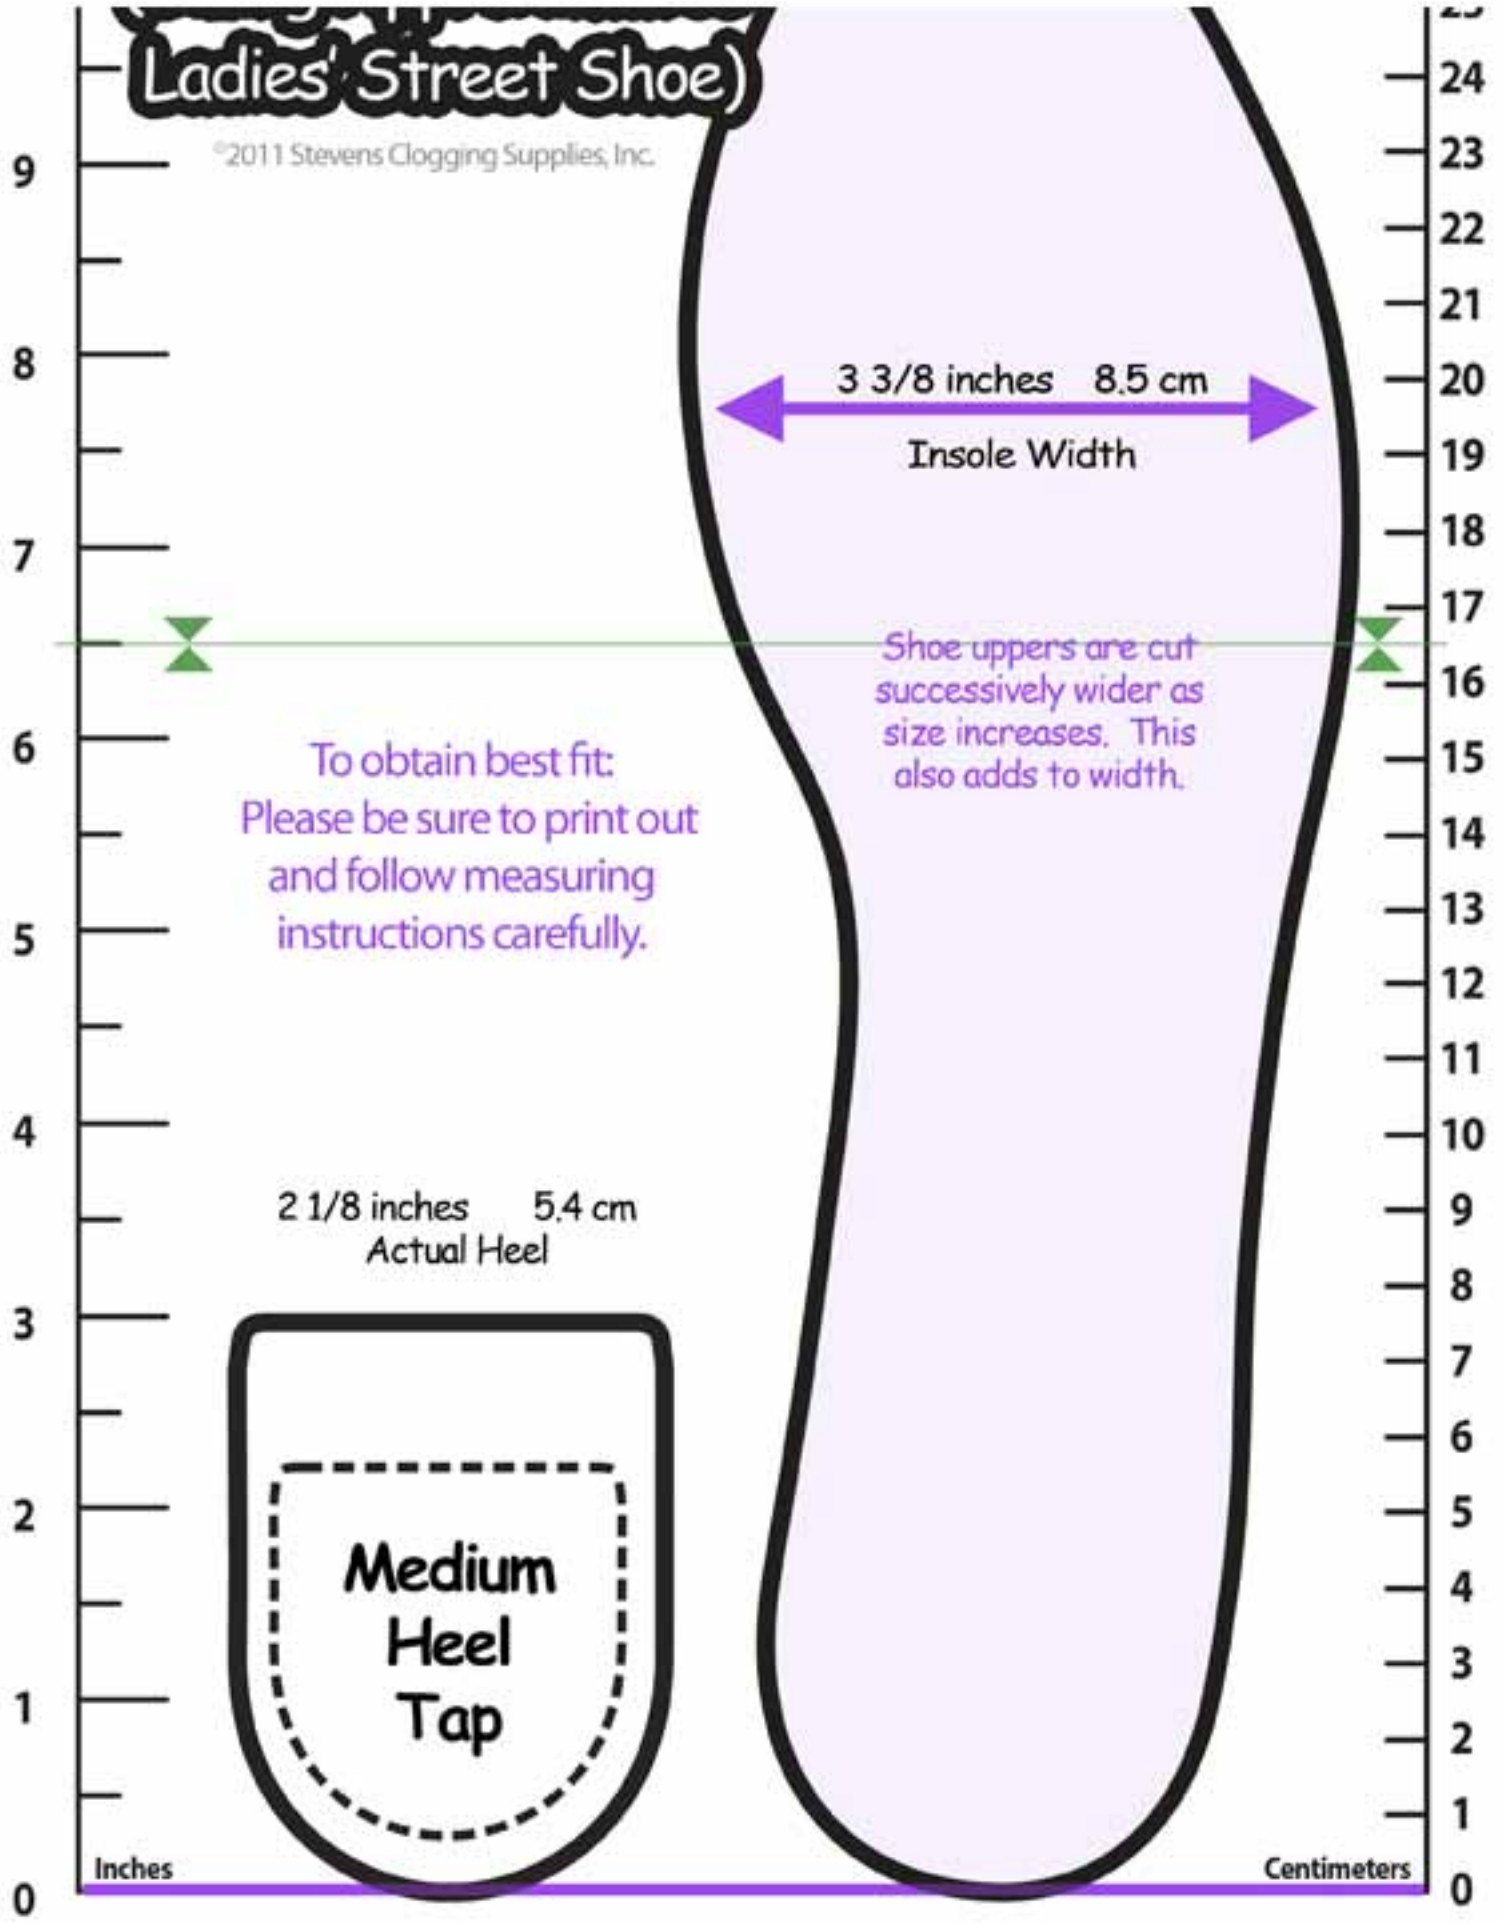 Ladies' Street Shoe)
©2011 Stevens Clogging Supplies, Inc.
3 3/8 inches 8.5 cm
Insole Width
Shoe uppers are cut
successively wider as
size increases. This
also adds to width.
To obtain best fit:
Please be sure to print out
and follow measuring
instructions carefully.
2 1/8 inches 5.4 cm
Actual Heel
Medium
Heel
Tap
Inches
9
8
7
6
5
4
3
2
1
0
Centimeters
24
23
22
21
20
19
18
17
16
15
14
13
12
11
10
9
8
7
6
5
4
3
2
1
0